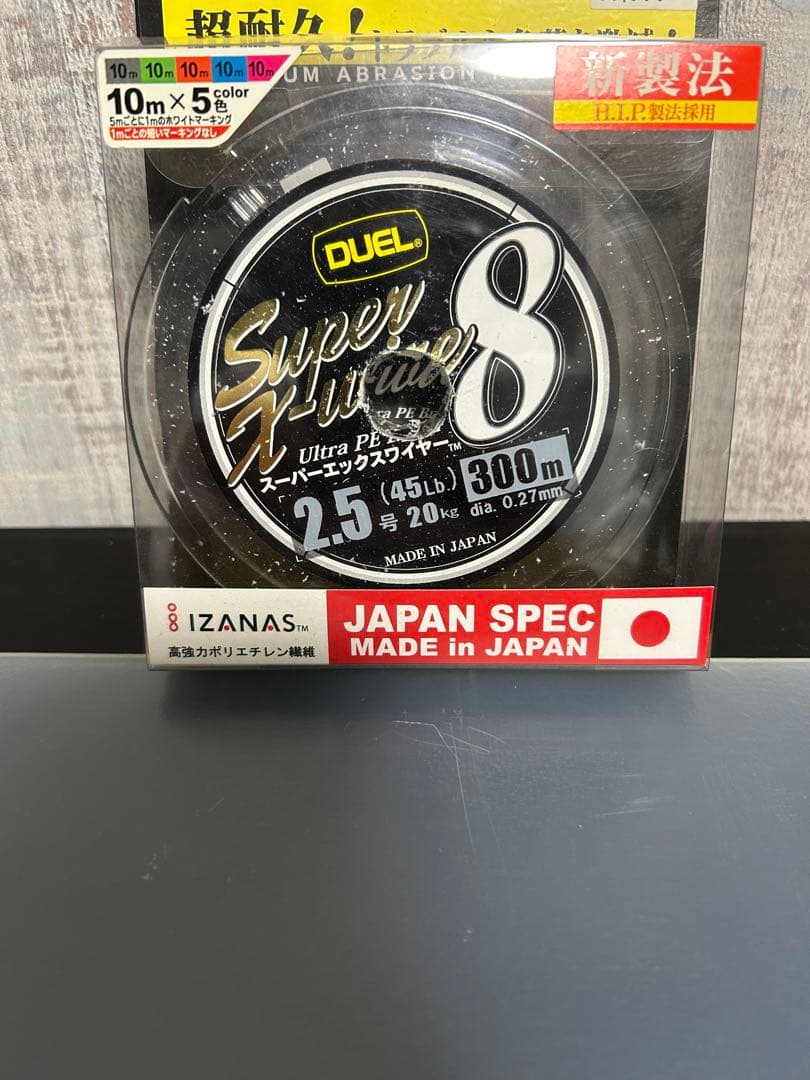 超耐久!
UM ABRASION
10m 10m 10m 10m 10m
10m×5色 color
5mごとに1mのホワイトマーキング
1mごとの短いマーキングなし
新製法
H.I.P.製法採用
DUEL®
Super
X-wire 8
Ultra PE
スーパーエックスワイヤー™
2.5号 (45Lb.) 20kg 300m
dia. 0.27mm
MADE IN JAPAN
IZANAS™
高強力ポリエチレン繊維
JAPAN SPEC
MADE in JAPAN